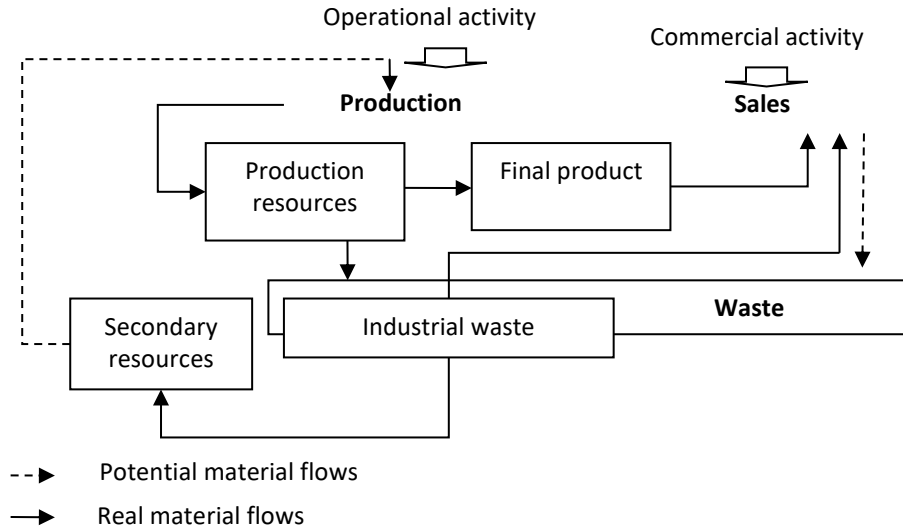 Operational activity
Commercial activity
Production
Sales
Production
resources
Final product
Waste
Industrial waste
Secondary
resources
Potential material flows
Real material flows